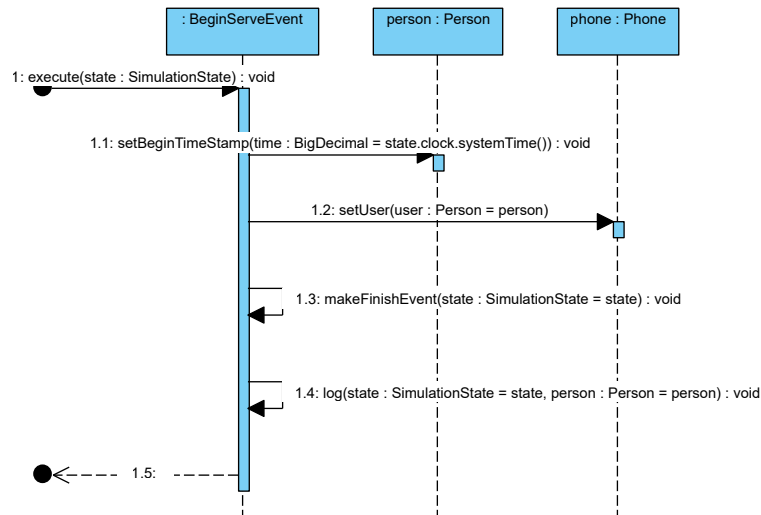 : BeginServeEvent
person : Person
phone : Phone
1: execute(state : SimulationState) : void
1.1: setBeginTimeStamp(time : BigDecimal = state.clock.systemTime()) : void
1.2: setUser(user : Person = person)
1.3: makeFinishEvent(state : SimulationState = state) : void
1.4: log(state : SimulationState = state, person : Person = person) : void
1.5: